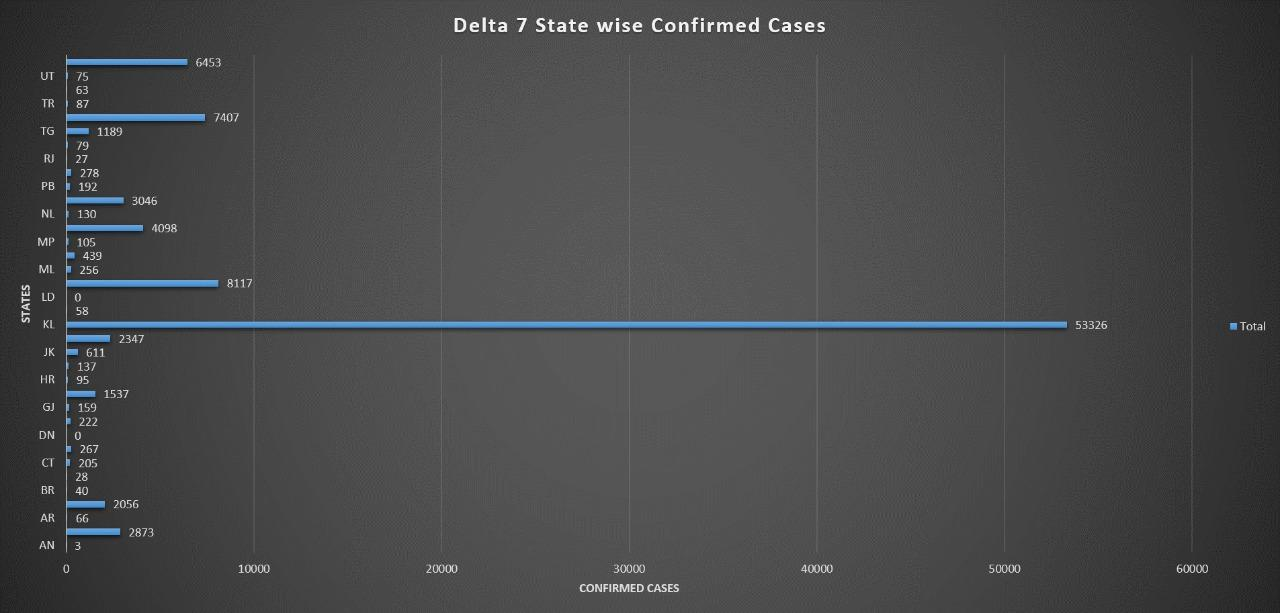 Delta 7 State wise Confirmed Cases
6453
UT 75
63
TR 87
7407
TG 1189
79
RJ 27
278
PB 192
3046
NL 130
4098
MP 105
439
ML 256
8117
LD 0
58
KL 53326
2347
JK 611
137
HR 95
1537
GJ 159
222
DN 0
267
CT 205
28
BR 40
2056
AR 66
2873
AN 3
STATES
Total
0 10000 20000 30000 40000 50000 60000
CONFIRMED CASES